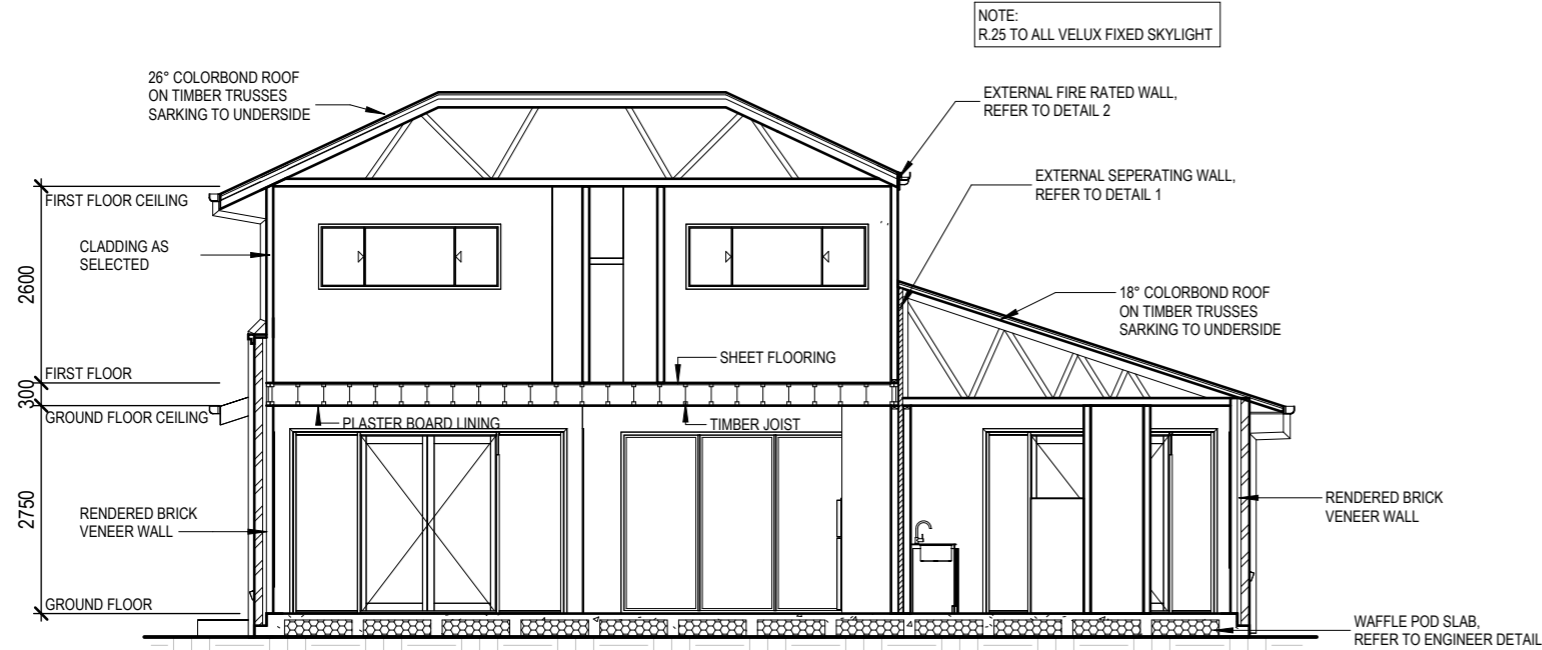 NOTE:
R.25 TO ALL VELUX FIXED SKYLIGHT
26° COLORBOND ROOF
ON TIMBER TRUSSES
SARKING TO UNDERSIDE
EXTERNAL FIRE RATED WALL,
REFER TO DETAIL 2
EXTERNAL SEPERATING WALL,
REFER TO DETAIL 1
FIRST FLOOR CEILING
CLADDING AS
SELECTED
2600
18° COLORBOND ROOF
ON TIMBER TRUSSES
SARKING TO UNDERSIDE
SHEET FLOORING
FIRST FLOOR
300
GROUND FLOOR CEILING
PLASTER BOARD LINING
TIMBER JOIST
2750
RENDERED BRICK
VENEER WALL
RENDERED BRICK
VENEER WALL
GROUND FLOOR
WAFFLE POD SLAB,
REFER TO ENGINEER DETAIL